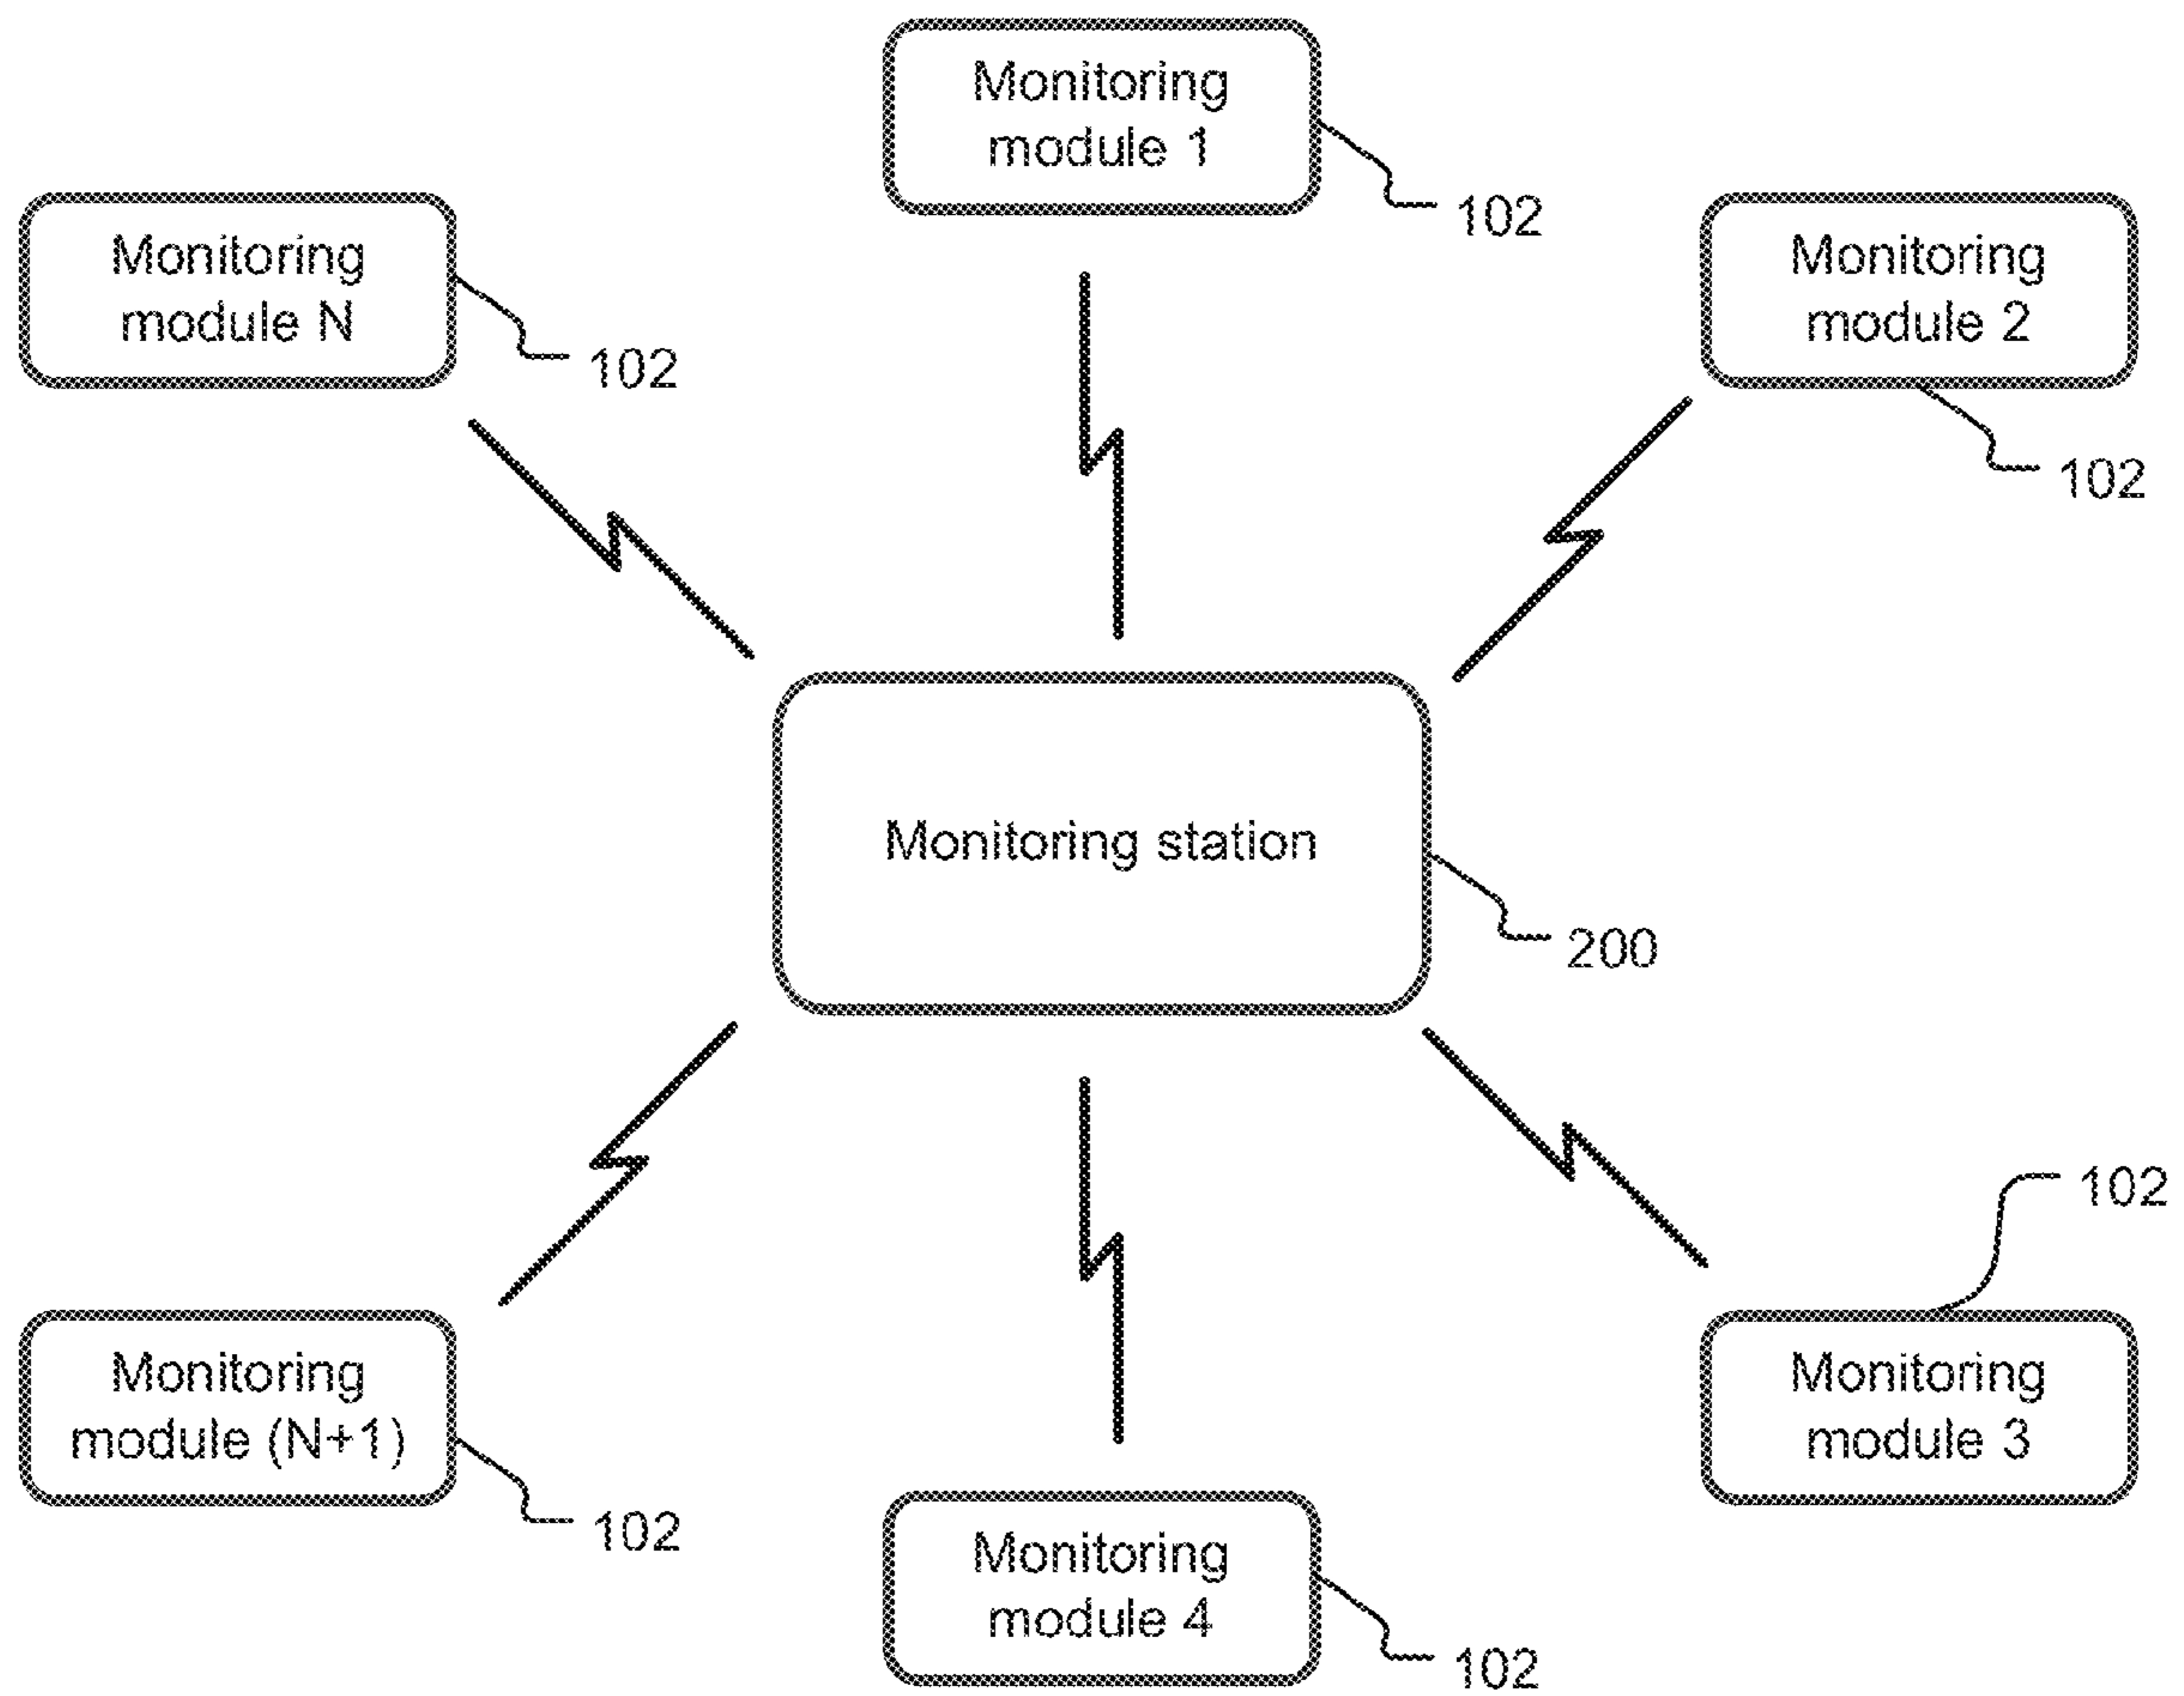 Monitoring
module 1
102
Monitoring
module N
102
Monitoring
module 2
102
Monitoring station
200
102
Monitoring
module (N+1)
102
Monitoring
module 3
Monitoring
module 4
102